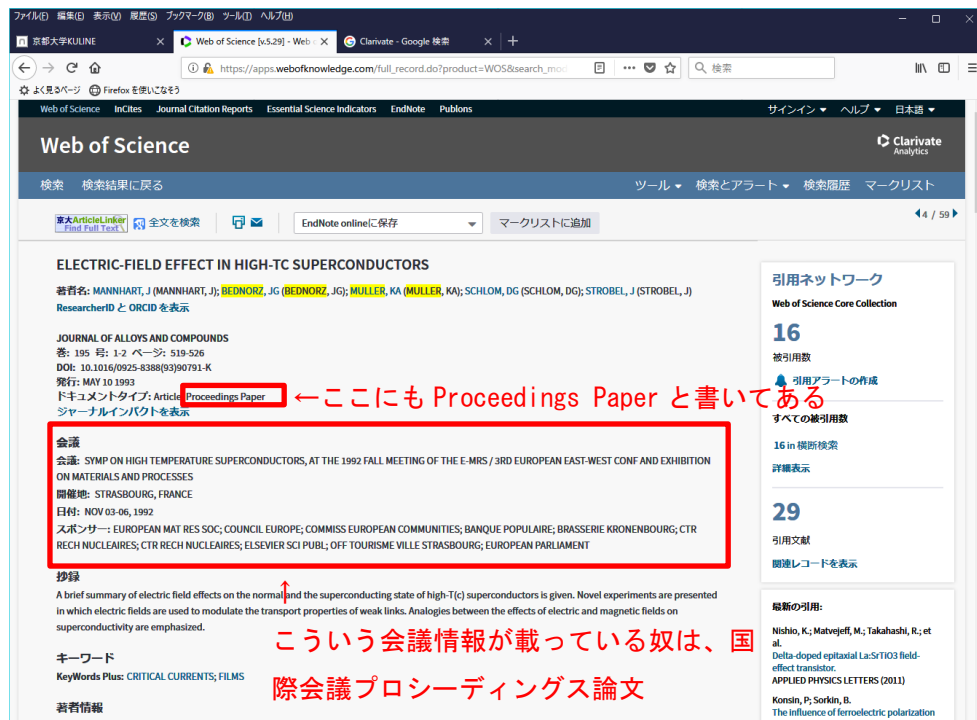 ファイル(F) 編集(E) 表示(V) 履歴(S) ブックマーク(B) ツール(T) ヘルプ(H)
京都大学KULINE
Web of Science [v.5.29] - Web c
Clarivate - Google 検索
https://apps.webofknowledge.com/full_record.do?product=WOS&search_mod
検索
よく見るページ Firefox を使いこなそう
Web of Science InCites Journal Citation Reports Essential Science Indicators EndNote Publons サインイン ヘルプ 日本語
Web of Science
Clarivate Analytics
検索 検索結果に戻る ツール 検索とアラート 検索履歴 マークリスト
京大ArticleLinker
Find Full Text
全文を検索
EndNote onlineに保存
マークリストに追加
4 / 59
ELECTRIC-FIELD EFFECT IN HIGH-TC SUPERCONDUCTORS
著者名: MANNHART, J (MANNHART, J); BEDNORZ, JG (BEDNORZ, JG); MULLER, KA (MULLER, KA); SCHLOM, DG (SCHLOM, DG); STROBEL, J (STROBEL, J)
ResearcherID と ORCID を表示
JOURNAL OF ALLOYS AND COMPOUNDS
巻: 195 号: 1-2 ページ: 519-526
DOI: 10.1016/0925-8388(93)90791-K
発行: MAY 10 1993
ドキュメントタイプ: Article Proceedings Paper
←ここにも Proceedings Paper と書いてある
ジャーナルインパクトを表示
会議
会議: SYMP ON HIGH TEMPERATURE SUPERCONDUCTORS, AT THE 1992 FALL MEETING OF THE E-MRS / 3RD EUROPEAN EAST-WEST CONF AND EXHIBITION
ON MATERIALS AND PROCESSES
開催地: STRASBOURG, FRANCE
日付: NOV 03-06, 1992
スポンサー: EUROPEAN MAT RES SOC; COUNCIL EUROPE; COMMISS EUROPEAN COMMUNITIES; BANQUE POPULAIRE; BRASSERIE KRONENBOURG; CTR
RECH NUCLEAIRES; CTR RECH NUCLEAIRES; ELSEVIER SCI PUBL; OFF TOURISME VILLE STRASBOURG; EUROPEAN PARLIAMENT
抄録
A brief summary of electric field effects on the normal and the superconducting state of high-T(c) superconductors is given. Novel experiments are presented
in which electric fields are used to modulate the transport properties of weak links. Analogies between the effects of electric and magnetic fields on
superconductivity are emphasized.
↑
こういう会議情報が載っている奴は、国
際会議プロシーディングス論文
キーワード
KeyWords Plus: CRITICAL CURRENTS; FILMS
著者情報
引用ネットワーク
Web of Science Core Collection
16
被引用数
引用アラートの作成
すべての被引用数
16 in 横断検索
詳細表示
29
引用文献
関連レコードを表示
最新の引用:
Nishio, K.; Matvejeff, M.; Takahashi, R.; et
al.
Delta-doped epitaxial La:SrTiO3 field-
effect transistor.
APPLIED PHYSICS LETTERS (2011)
Konsin, P; Sorkin, B.
The influence of ferroelectric polarization